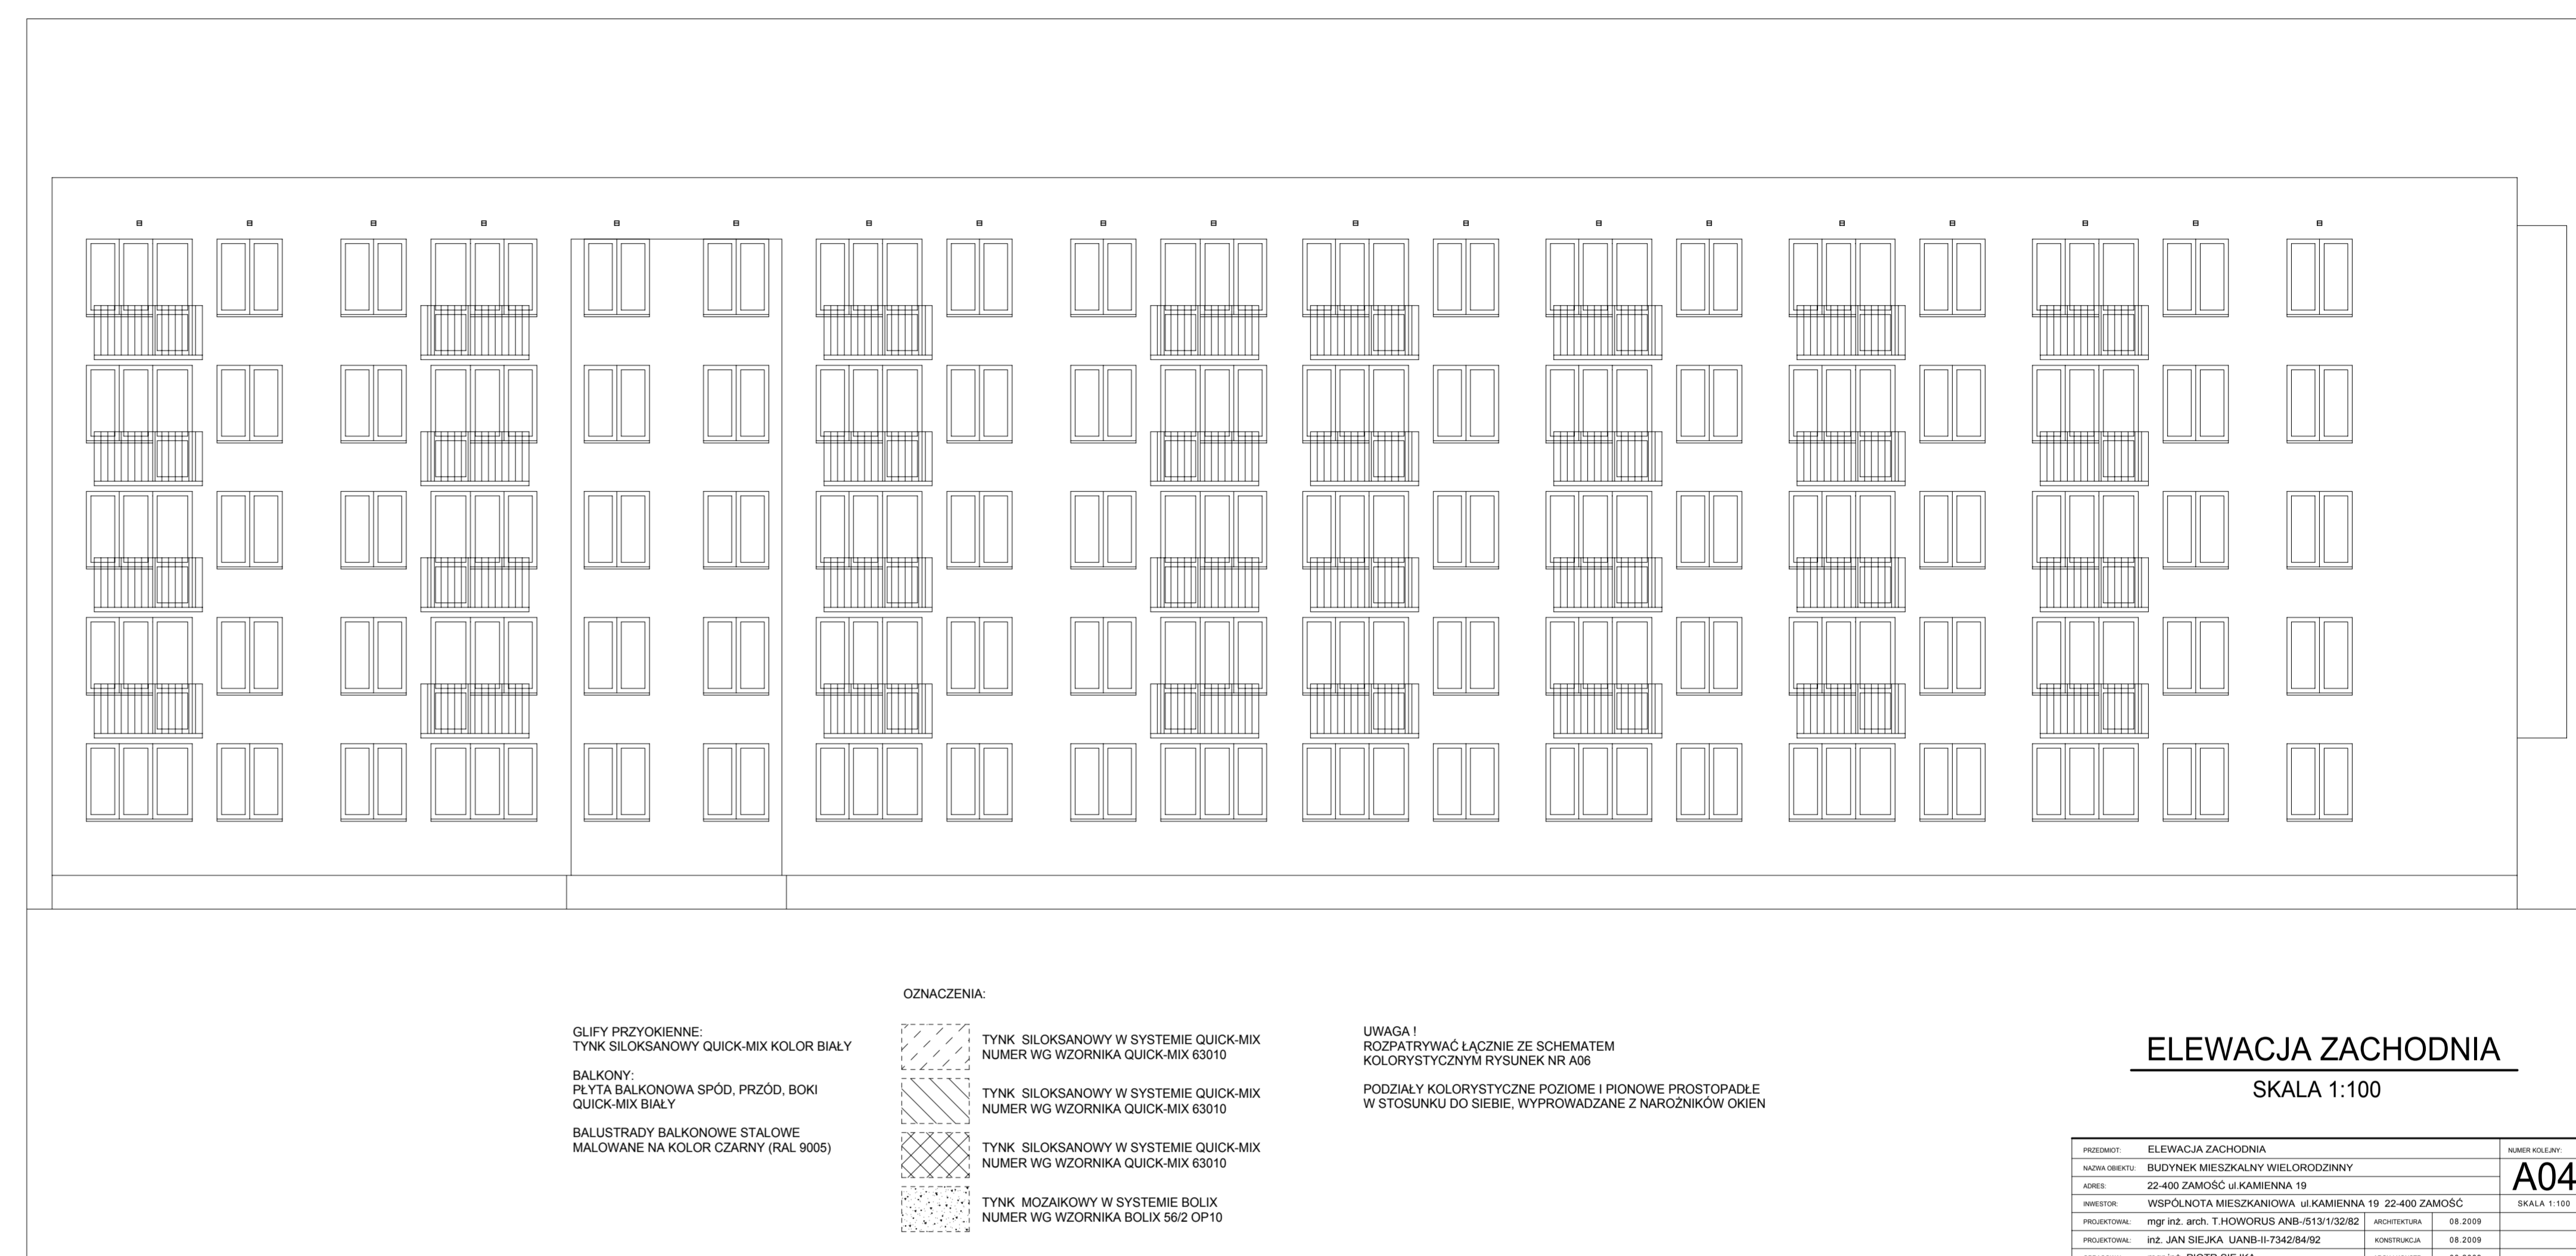 OZNACZENIA:
GLIFY PRZYOKIENNE:
TYNK SILOKSANOWY QUICK-MIX KOLOR BIAŁY
BALKONY:
PŁYTA BALKONOWA SPÓD, PRZÓD, BOKI
QUICK-MIX BIAŁY
BALUSTRADY BALKONOWE STALOWE
MALOWANE NA KOLOR CZARNY (RAL 9005)
TYNK SILOKSANOWY W SYSTEMIE QUICK-MIX
NUMER WG WZORNIKA QUICK-MIX 63010
TYNK SILOKSANOWY W SYSTEMIE QUICK-MIX
NUMER WG WZORNIKA QUICK-MIX 63010
TYNK SILOKSANOWY W SYSTEMIE QUICK-MIX
NUMER WG WZORNIKA QUICK-MIX 63010
TYNK MOZAIKOWY W SYSTEMIE BOLIX
NUMER WG WZORNIKA BOLIX 56/2 OP10
UWAGA !
ROZPATRYWAĆ ŁĄCZNIE ZE SCHEMATEM
KOLORYSTYCZNYM RYSUNEK NR A06
PODZIAŁY KOLORYSTYCZNE POZIOME I PIONOWE PROSTOPADŁE
W STOSUNKU DO SIEBIE, WYPROWADZANE Z NAROŻNIKÓW OKIEN
ELEWACJA ZACHODNIA
SKALA 1:100
PRZEDMIOT: ELEWACJA ZACHODNIA NUMER KOLEJNY:
NAZWA OBIEKTU: BUDYNEK MIESZKALNY WIELORODZINNY A04
ADRES: 22-400 ZAMOŚĆ ul.KAMIENNA 19
INWESTOR: WSPÓLNOTA MIESZKANIOWA ul.KAMIENNA 19 22-400 ZAMOŚĆ SKALA 1:100
PROJEKTOWAŁ: mgr inż. arch. T.HOWORUS ANB-/513/1/32/82 ARCHITEKTURA 08.2009
PROJEKTOWAŁ: inż. JAN SIEJKA UANB-II-7342/84/92 KONSTRUKCJA 08.2009